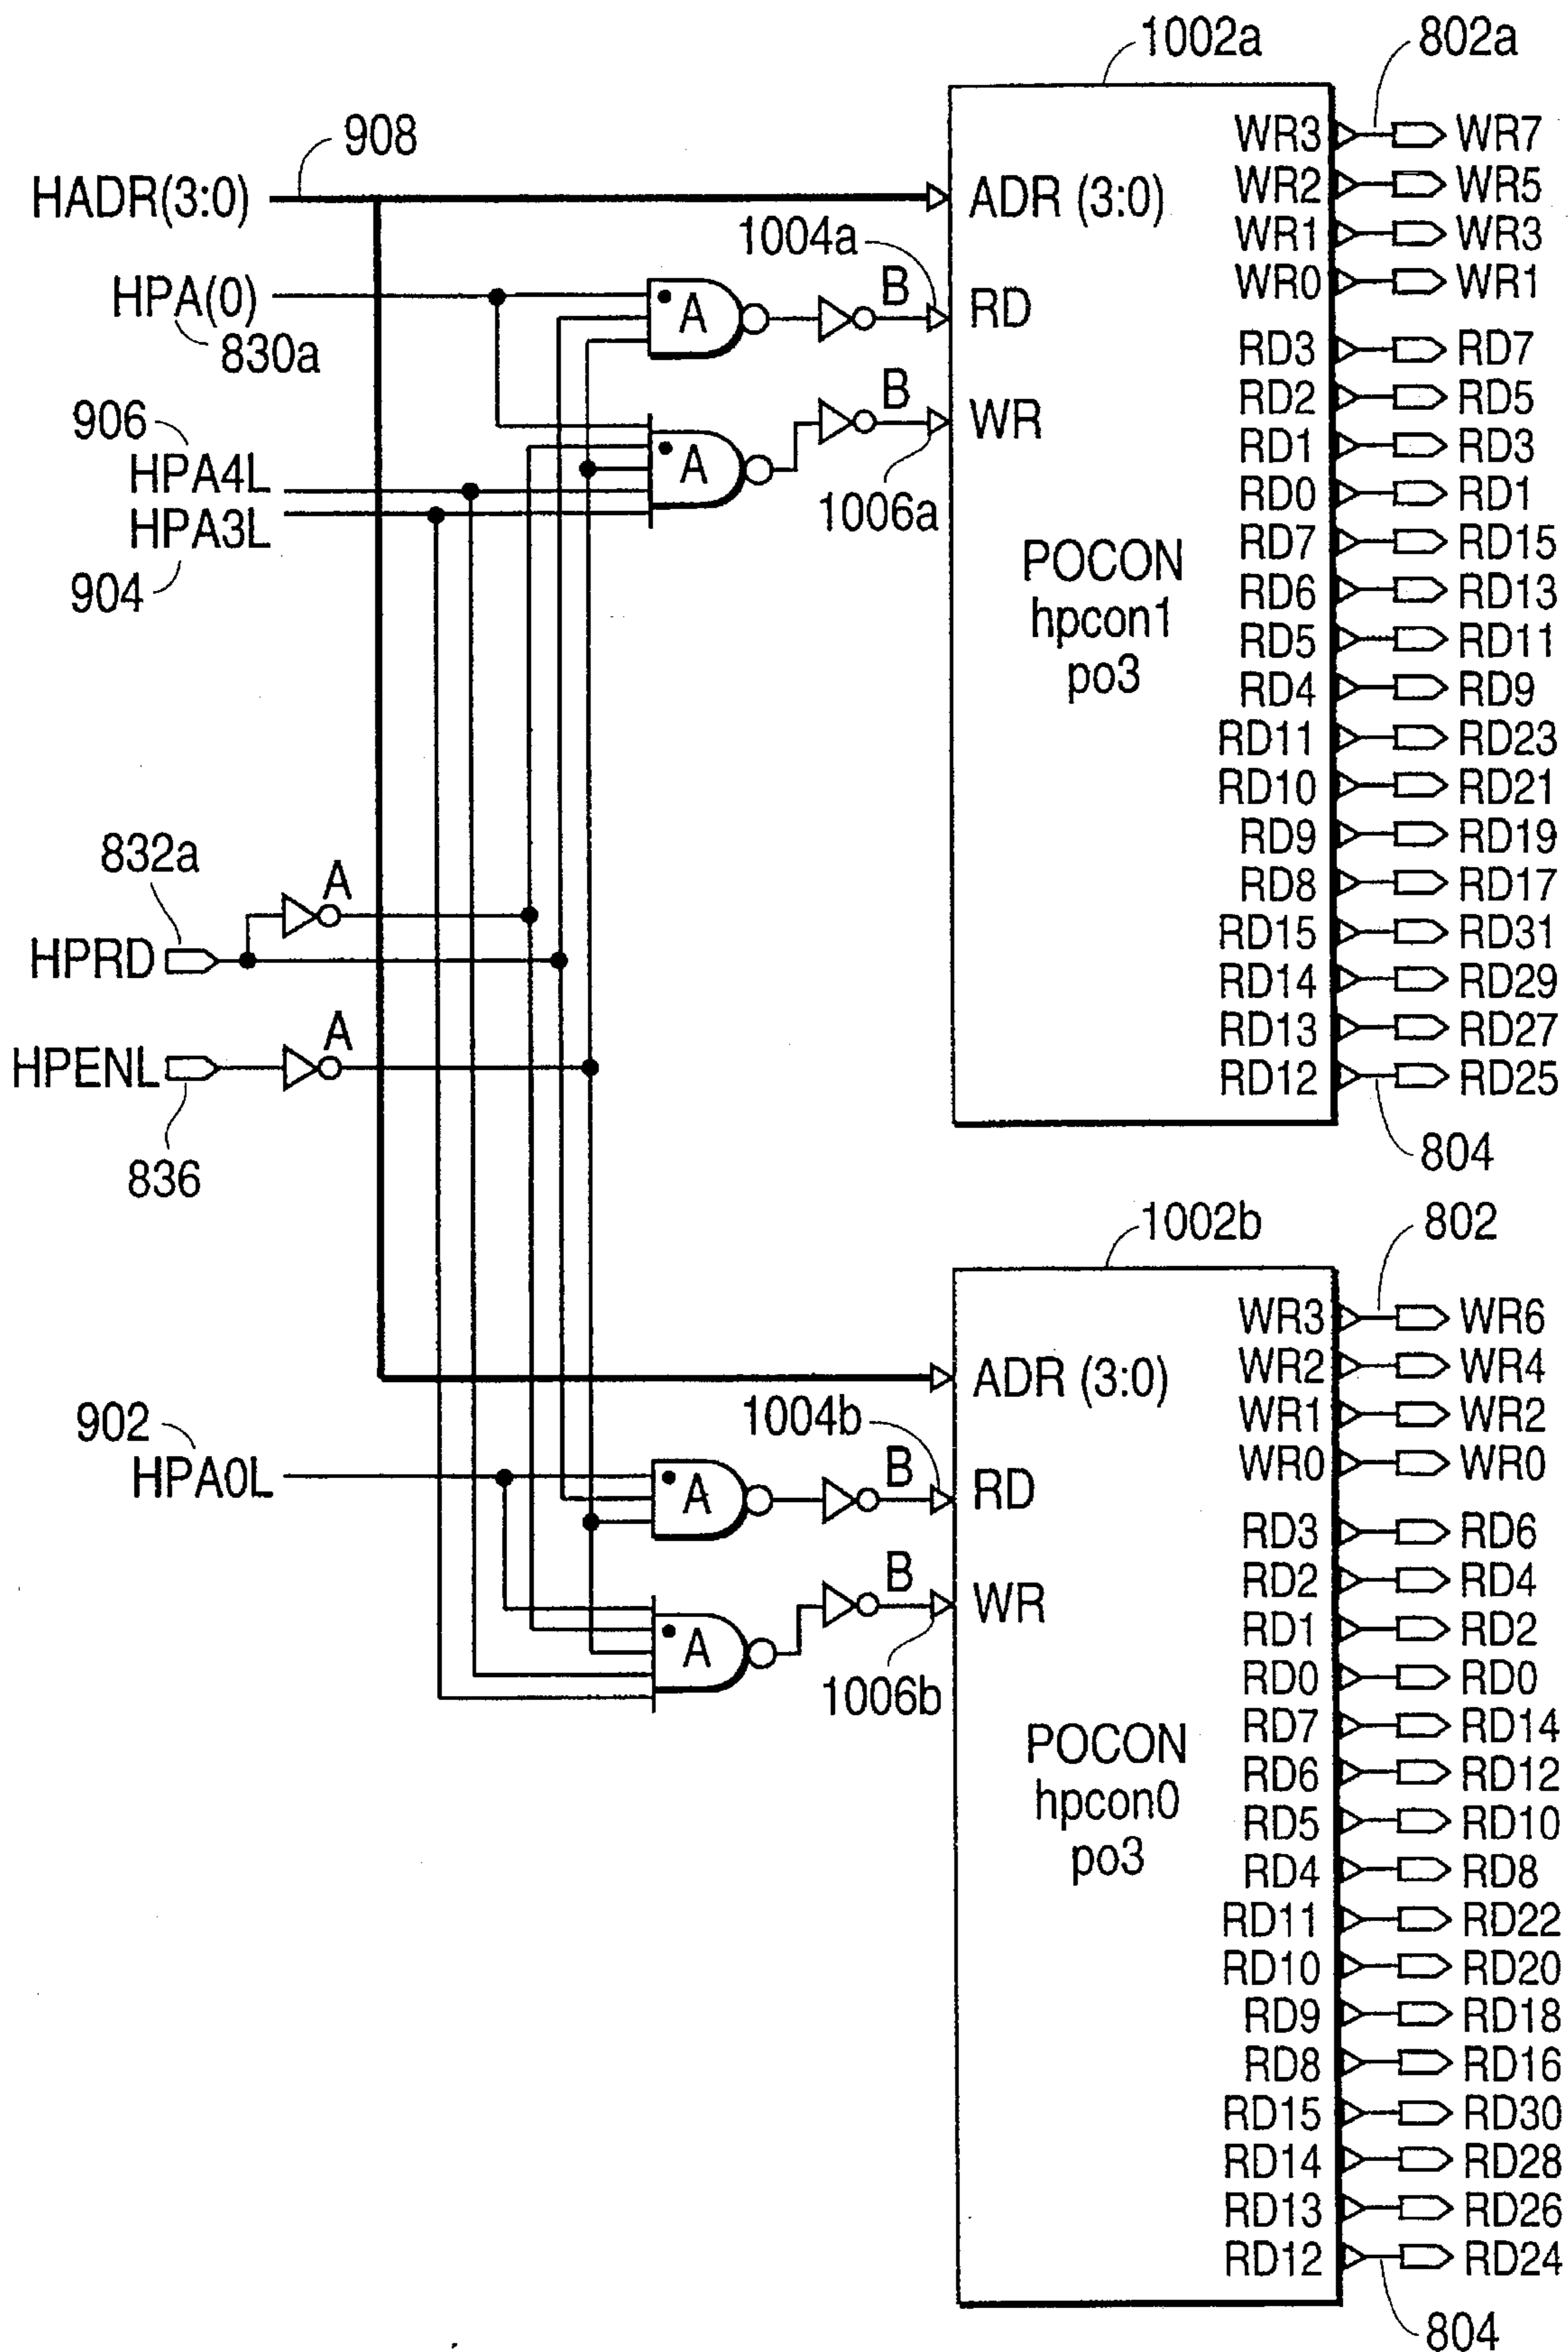 1002a
802a
908
HADR(3:0)
ADR (3:0)
1004a
HPA(0)
830a
A
B
RD
906
HPA4L
HPA3L
904
A
B
WR
1006a
POCON
hpcon1
po3
WR3 WR7
WR2 WR5
WR1 WR3
WR0 WR1
RD3 RD7
RD2 RD5
RD1 RD3
RD0 RD1
RD7 RD15
RD6 RD13
RD5 RD11
RD4 RD9
RD11 RD23
RD10 RD21
RD9 RD19
RD8 RD17
RD15 RD31
RD14 RD29
RD13 RD27
RD12 RD25
804
832a
A
HPRD
A
HPENL
836
1002b
802
ADR (3:0)
1004b
902
HPA0L
A
B
RD
A
B
WR
1006b
POCON
hpcon0
po3
WR3 WR6
WR2 WR4
WR1 WR2
WR0 WR0
RD3 RD6
RD2 RD4
RD1 RD2
RD0 RD0
RD7 RD14
RD6 RD12
RD5 RD10
RD4 RD8
RD11 RD22
RD10 RD20
RD9 RD18
RD8 RD16
RD15 RD30
RD14 RD28
RD13 RD26
RD12 RD24
804